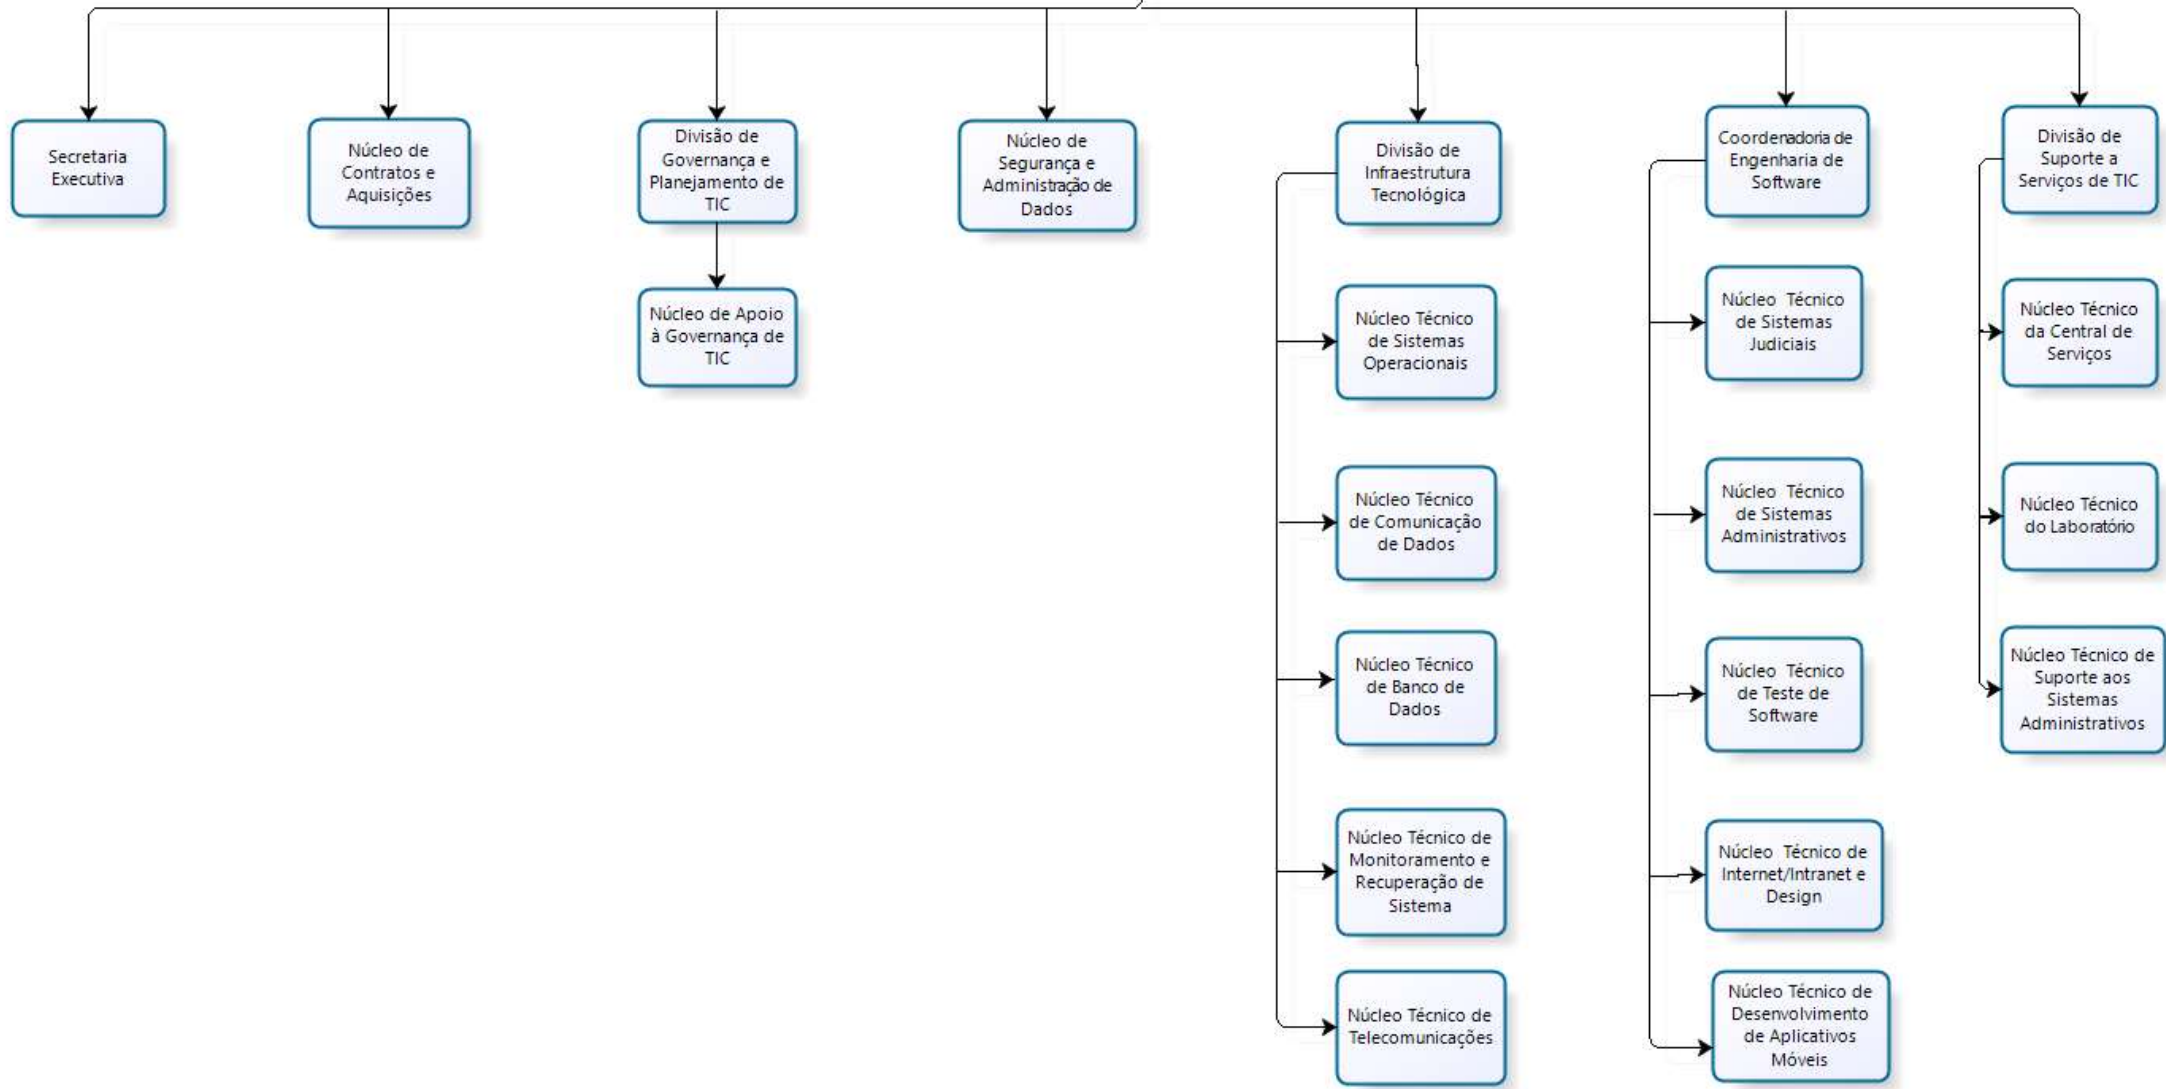 Secretaria
Executiva
Núcleo de
Contratos e
Aquisições
Divisão de
Governança e
Planejamento de
TIC
Núcleo de Apoio
à Governança de
TIC
Núcleo de
Segurança e
Administração de
Dados
Divisão de
Infraestrutura
Tecnológica
Núcleo Técnico
de Sistemas
Operacionais
Núcleo Técnico
de Comunicação
de Dados
Núcleo Técnico
de Banco de
Dados
Núcleo Técnico de
Monitoramento e
Recuperação de
Sistema
Núcleo Técnico de
Telecomunicações
Coordenadoria de
Engenharia de
Software
Núcleo Técnico
de Sistemas
Judiciais
Núcleo Técnico
de Sistemas
Administrativos
Núcleo Técnico
de Teste de
Software
Núcleo Técnico de
Internet/Intranet e
Design
Núcleo Técnico de
Desenvolvimento
de Aplicativos
Móveis
Divisão de
Suporte a
Serviços de TIC
Núcleo Técnico
da Central de
Serviços
Núcleo Técnico
do Laboratório
Núcleo Técnico de
Suporte aos
Sistemas
Administrativos